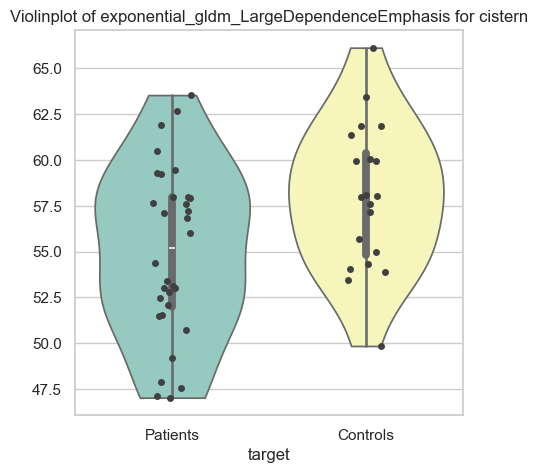 Violinplot of exponential_gldm_LargeDependenceEmphasis for cistern
65.0
62.5
60.0
57.5
55.0
52.5
50.0
47.5
Patients Controls
target